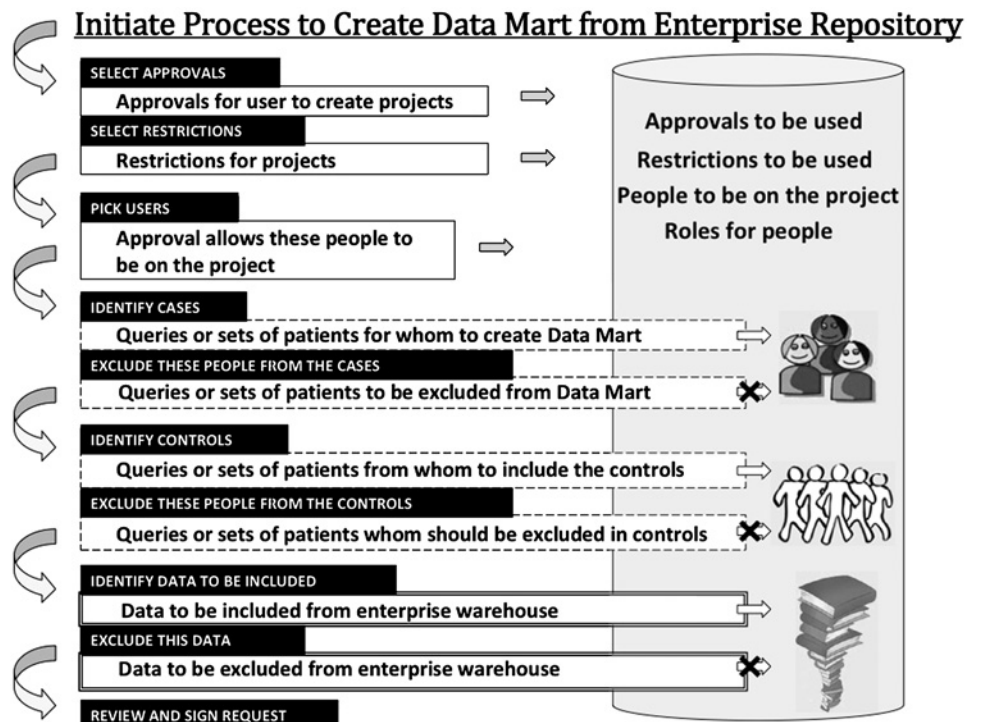 Initiate Process to Create Data Mart from Enterprise Repository
SELECT APPROVALS
Approvals for user to create projects
SELECT RESTRICTIONS
Restrictions for projects
PICK USERS
Approval allows these people to
be on the project
IDENTIFY CASES
Queries or sets of patients for whom to create Data Mart
EXCLUDE THESE PEOPLE FROM THE CASES
Queries or sets of patients to be excluded from Data Mart
IDENTIFY CONTROLS
Queries or sets of patients from whom to include the controls
EXCLUDE THESE PEOPLE FROM THE CONTROLS
Queries or sets of patients whom should be excluded in controls
IDENTIFY DATA TO BE INCLUDED
Data to be included from enterprise warehouse
EXCLUDE THIS DATA
Data to be excluded from enterprise warehouse
REVIEW AND SIGN REQUEST
Approvals to be used
Restrictions to be used
People to be on the project
Roles for people